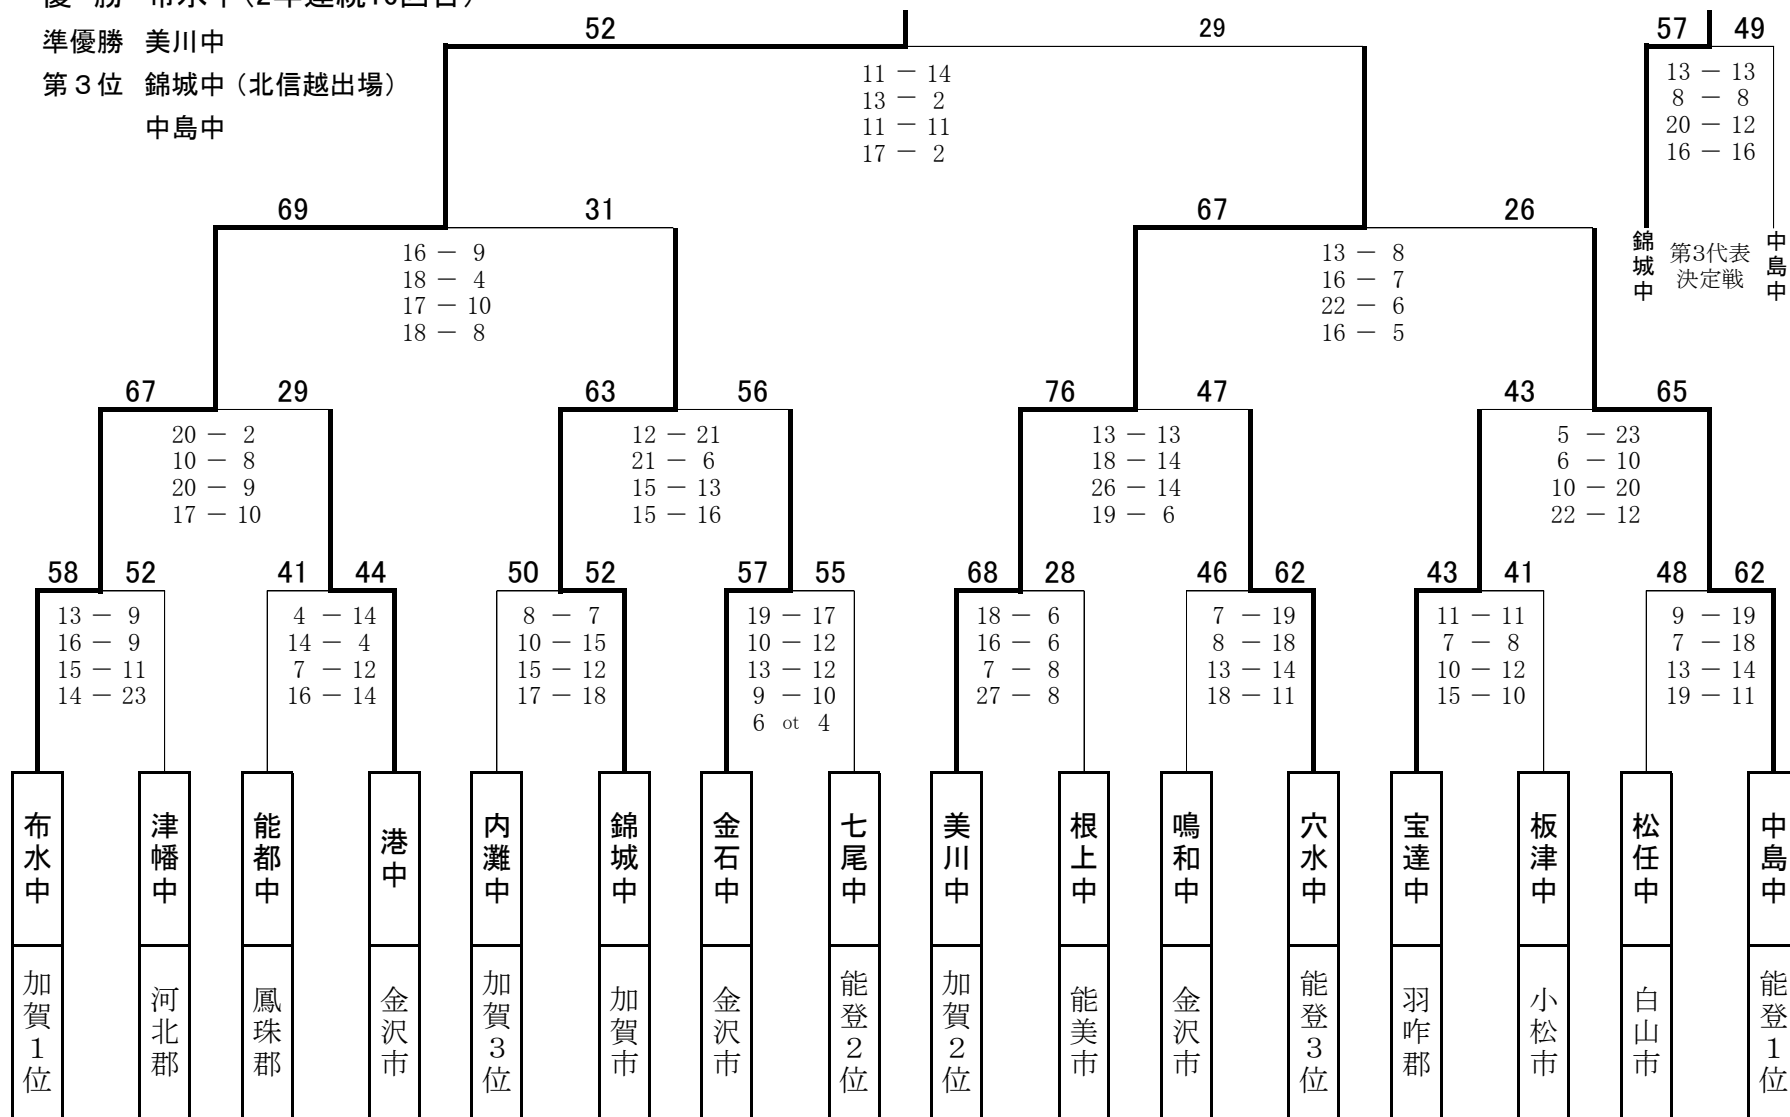 準優勝 美川中
第３位 錦城中（北信越出場）
中島中
52 29
11 － 14
13 － 2
11 － 11
17 － 2
57 49
13 － 13
8 － 8
20 － 12
16 － 16
錦城中
第3代表
決定戦
中島中
69 31
16 － 9
18 － 4
17 － 10
18 － 8
67 26
13 － 8
16 － 7
22 － 6
16 － 5
67 29
20 － 2
10 － 8
20 － 9
17 － 10
63 56
12 － 21
21 － 6
15 － 13
15 － 16
76 47
13 － 13
18 － 14
26 － 14
19 － 6
43 65
5 － 23
6 － 10
10 － 20
22 － 12
58 52
13 － 9
16 － 9
15 － 11
14 － 23
41 44
4 － 14
14 － 4
7 － 12
16 － 14
50 52
8 － 7
10 － 15
15 － 12
17 － 18
57 55
19 － 17
10 － 12
13 － 12
9 － 10
6 ot 4
68 28
18 － 6
16 － 6
7 － 8
27 － 8
46 62
7 － 19
8 － 18
13 － 14
18 － 11
43 41
11 － 11
7 － 8
10 － 12
15 － 10
48 62
9 － 19
7 － 18
13 － 14
19 － 11
布水中
津幡中
能都中
港中
内灘中
錦城中
金石中
七尾中
美川中
根上中
鳴和中
穴水中
宝達中
板津中
松任中
中島中
加賀１位
河北郡
鳳珠郡
金沢市
加賀３位
加賀市
金沢市
能登２位
加賀２位
能美市
金沢市
能登３位
羽咋郡
小松市
白山市
能登１位